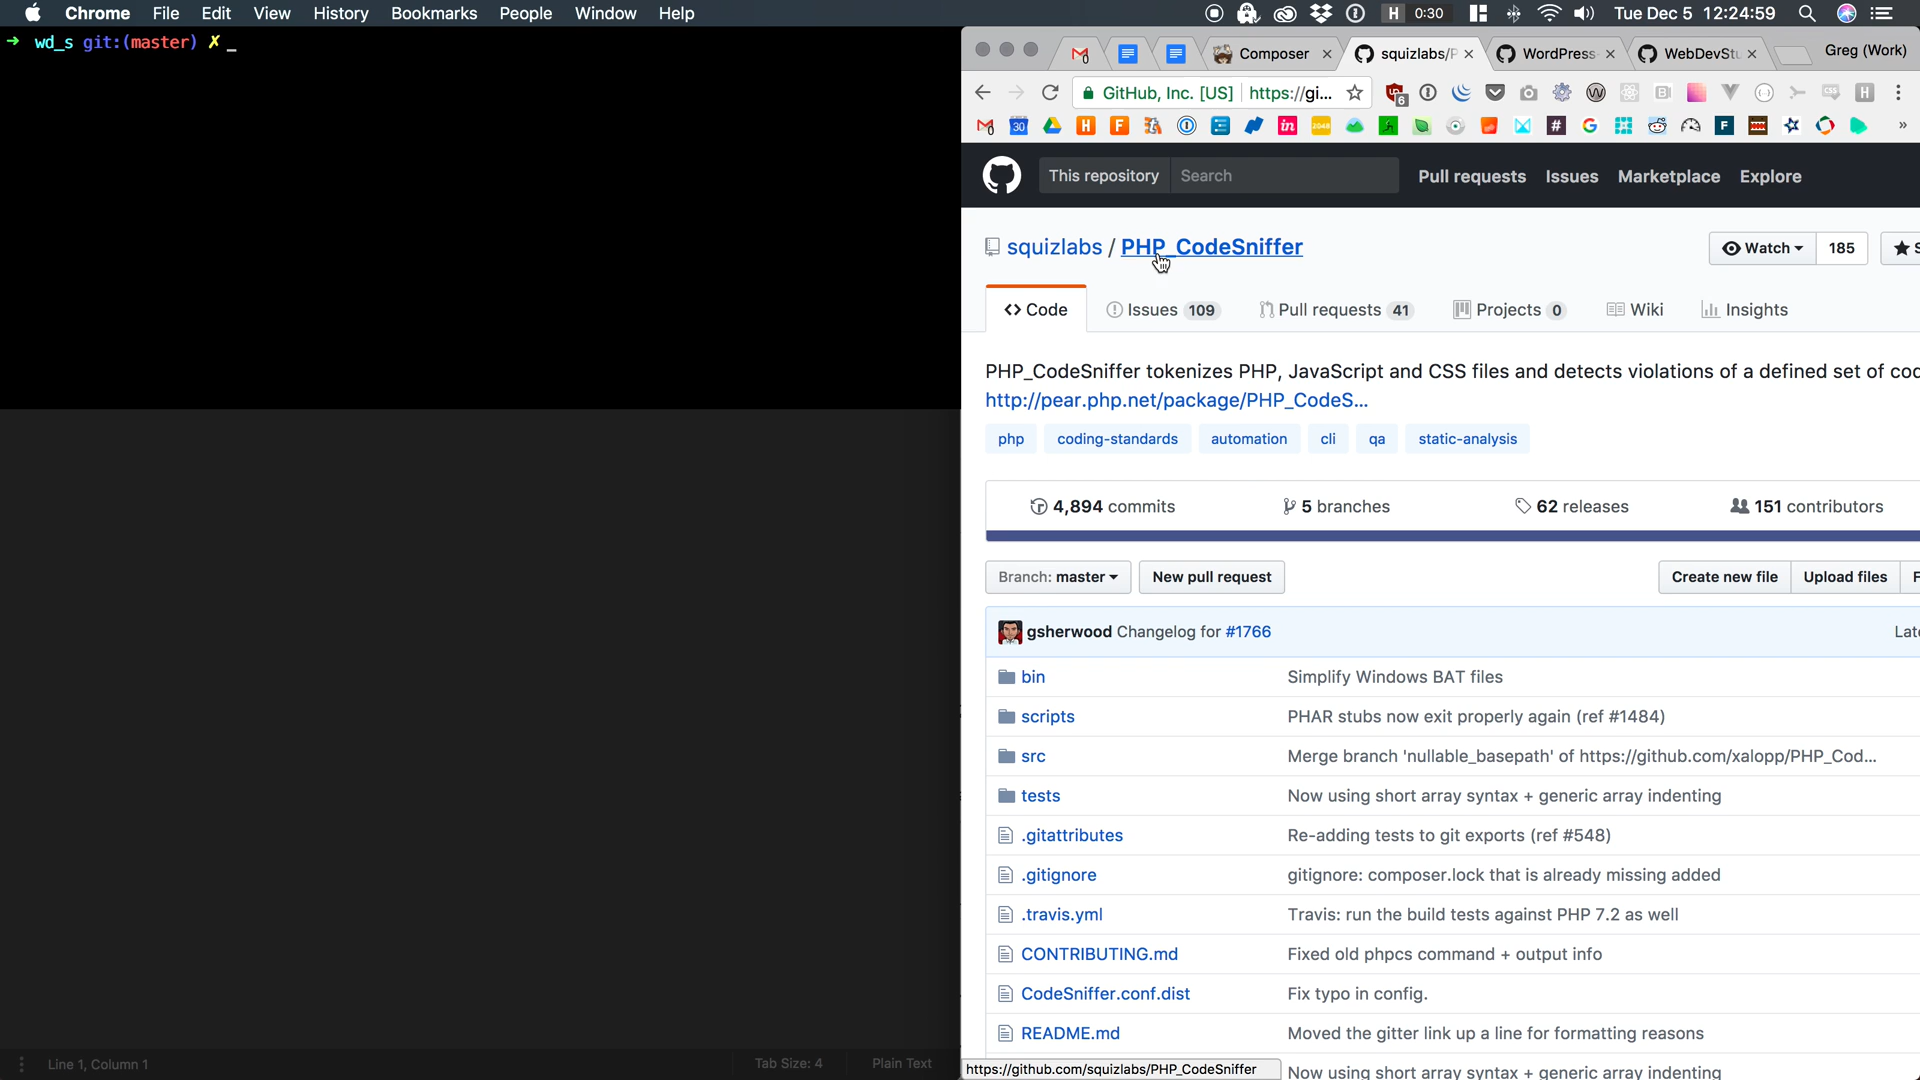 Chrome File Edit View History Bookmarks People Window Help H 0:30 Tue Dec 5 12:24:59
➜ wd_s git:(master) ✗ _
Composer × squizlabs/P × WordPress × WebDevStu × Greg (Work)
GitHub, Inc. [US] https://gi... 6
This repository Search Pull requests Issues Marketplace Explore
squizlabs / PHP_CodeSniffer Watch 185
Code Issues 109 Pull requests 41 Projects 0 Wiki Insights
PHP_CodeSniffer tokenizes PHP, JavaScript and CSS files and detects violations of a defined set of coc
http://pear.php.net/package/PHP_CodeS...
php coding-standards automation cli qa static-analysis
4,894 commits 5 branches 62 releases 151 contributors
Branch: master New pull request Create new file Upload files F
gsherwood Changelog for #1766 Late
bin Simplify Windows BAT files
scripts PHAR stubs now exit properly again (ref #1484)
src Merge branch 'nullable_basepath' of https://github.com/xalopp/PHP_Cod...
tests Now using short array syntax + generic array indenting
.gitattributes Re-adding tests to git exports (ref #548)
.gitignore gitignore: composer.lock that is already missing added
.travis.yml Travis: run the build tests against PHP 7.2 as well
CONTRIBUTING.md Fixed old phpcs command + output info
CodeSniffer.conf.dist Fix typo in config.
README.md Moved the gitter link up a line for formatting reasons
Line 1, Column 1 Tab Size: 4 Plain Text
https://github.com/squizlabs/PHP_CodeSniffer Now using short array syntax + generic array indenting